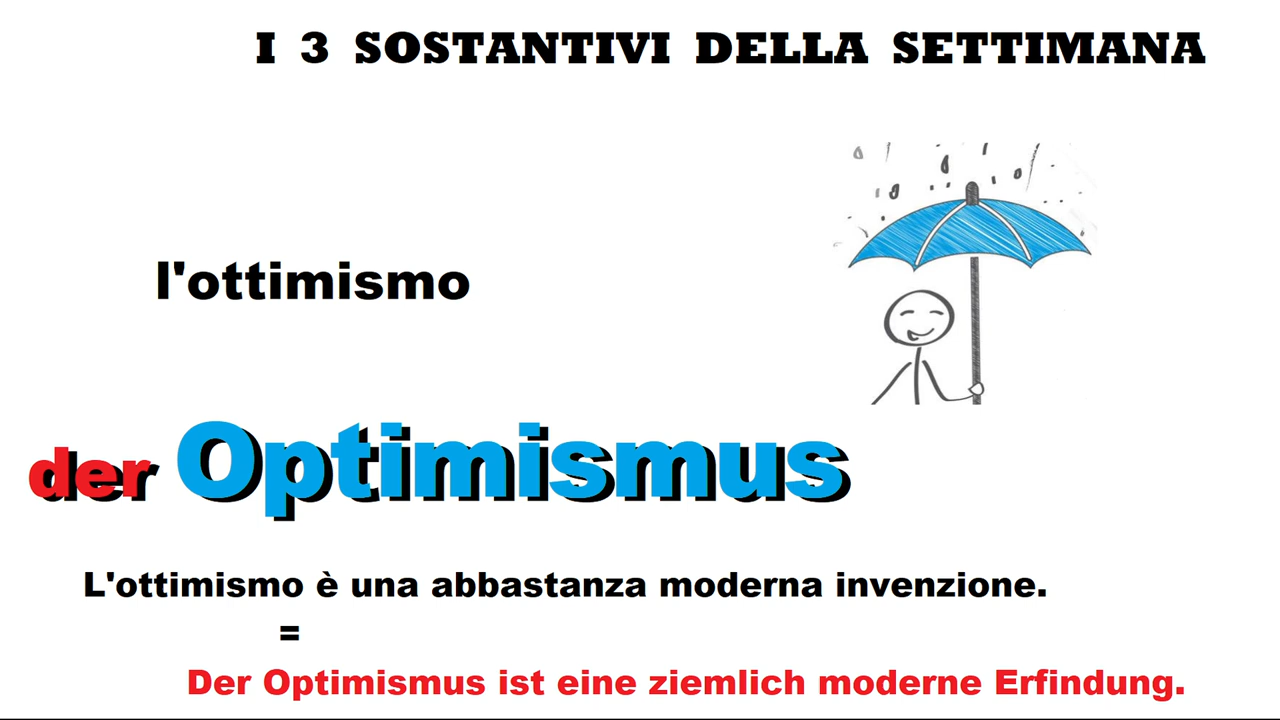 I 3 SOSTANTIVI DELLA SETTIMANA
l'ottimismo
der Optimismus
L'ottimismo è una abbastanza moderna invenzione.
=
Der Optimismus ist eine ziemlich moderne Erfindung.